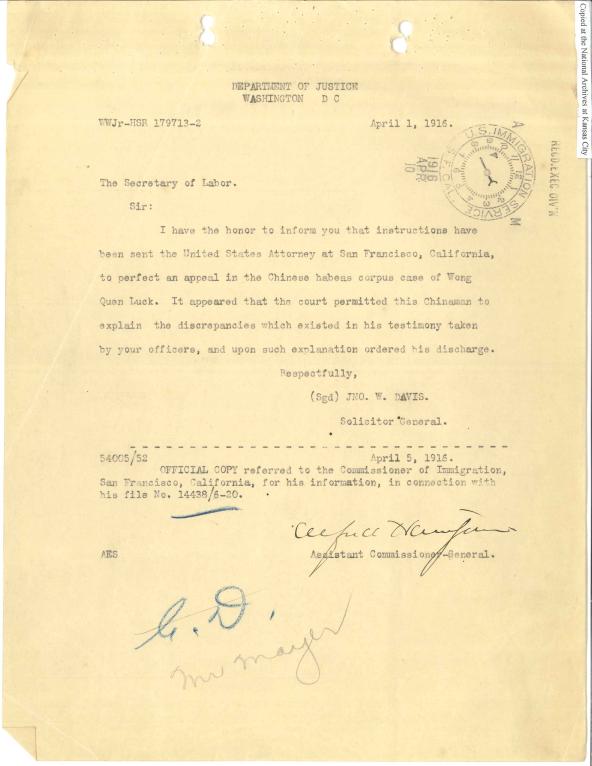 Copied at the National Archives at Kansas City
DEPARTMENT OF JUSTICE
WASHINGTON D C
WWJr-HSR 179713-2 April 1, 1916.
U.S. IMMIGRATION SERVICE
1916 APR 10
REC'D. EXEC DIV'N
A
M
The Secretary of Labor.
Sir:
I have the honor to inform you that instructions have
been sent the United States Attorney at San Francisco, California,
to perfect an appeal in the Chinese habeas corpus case of Wong
Quen Luck. It appeared that the court permitted this Chinaman to
explain the discrepancies which existed in his testimony taken
by your officers, and upon such explanation ordered his discharge.
Respectfully,
(Sgd) JNO. W. DAVIS.
Solicitor General.
54005/52 April 5, 1916.
OFFICIAL COPY referred to the Commissioner of Immigration,
San Francisco, California, for his information, in connection with
his file No. 14438/6-20.
Alfred Hampton
AES Assistant Commissioner-General.
G. D.
Mr Mayer